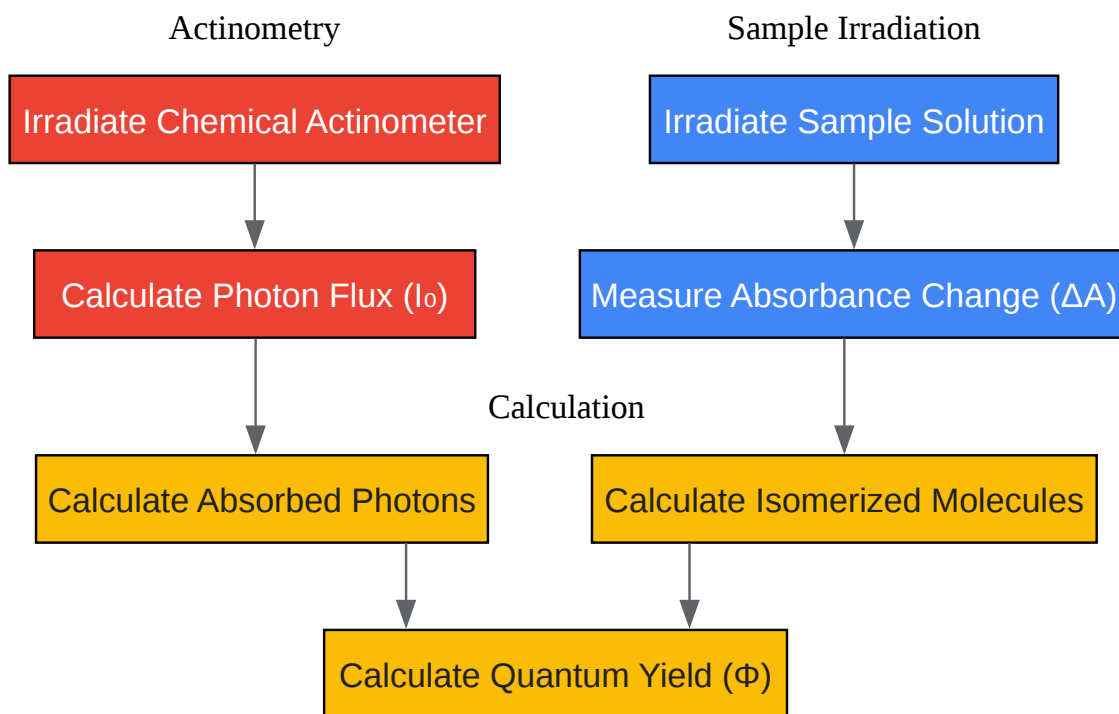 Actinometry
Sample Irradiation
Irradiate Chemical Actinometer
Irradiate Sample Solution
Calculate Photon Flux (I₀)
Measure Absorbance Change (ΔA)
Calculation
Calculate Absorbed Photons
Calculate Isomerized Molecules
Calculate Quantum Yield (Φ)